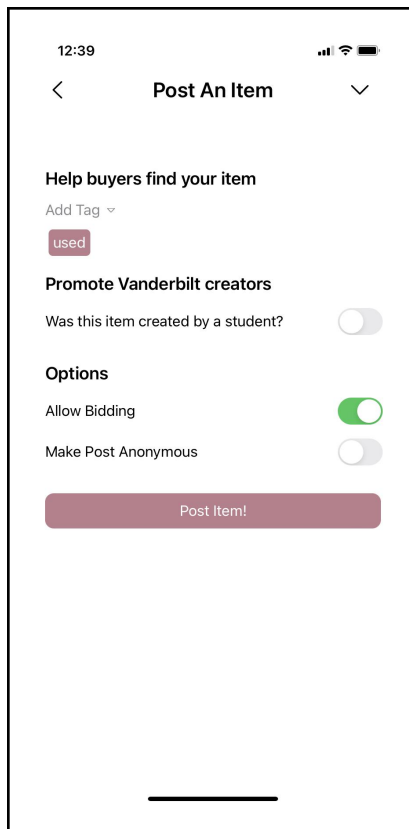 12:39
Post An Item
Help buyers find your item
Add Tag
used
Promote Vanderbilt creators
Was this item created by a student?
Options
Allow Bidding
Make Post Anonymous
Post Item!